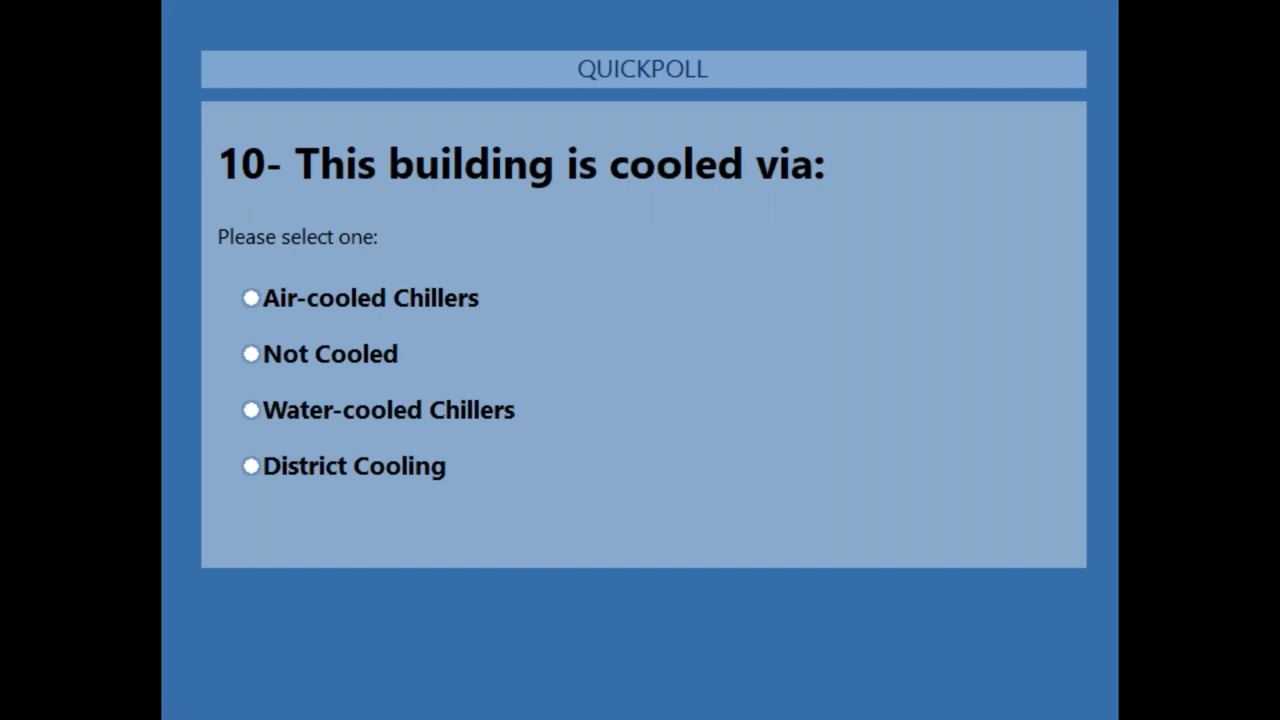 QUICKPOLL
10- This building is cooled via:
Please select one:
Air-cooled Chillers
Not Cooled
Water-cooled Chillers
District Cooling